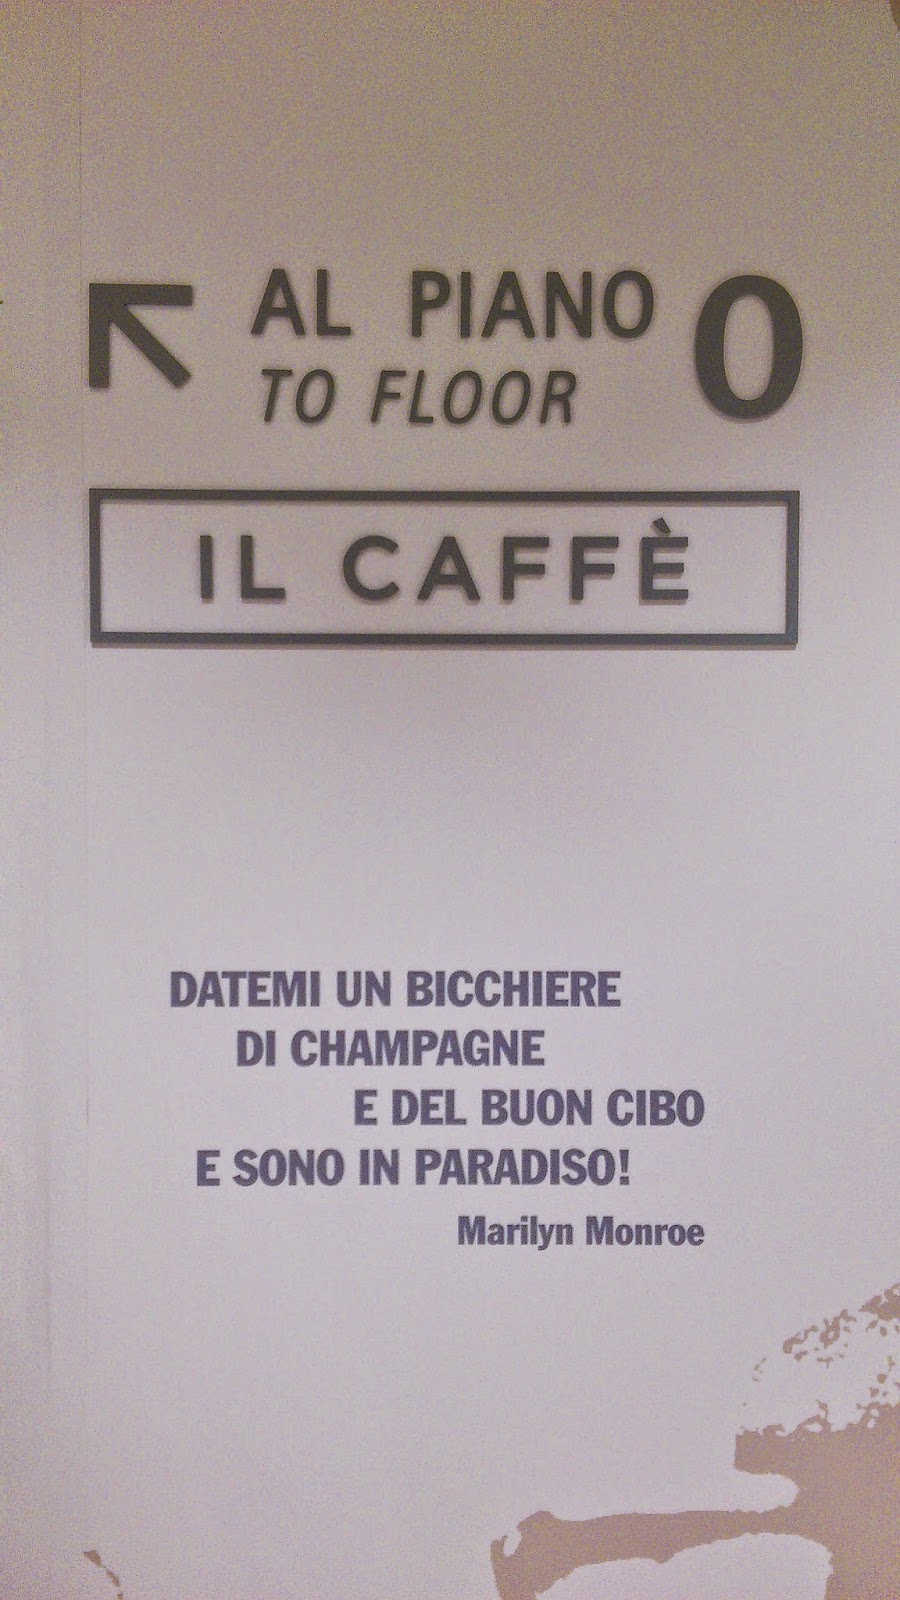 AL PIANO 0
TO FLOOR
IL CAFFÈ
DATEMI UN BICCHIERE
DI CHAMPAGNE
E DEL BUON CIBO
E SONO IN PARADISO!
Marilyn Monroe